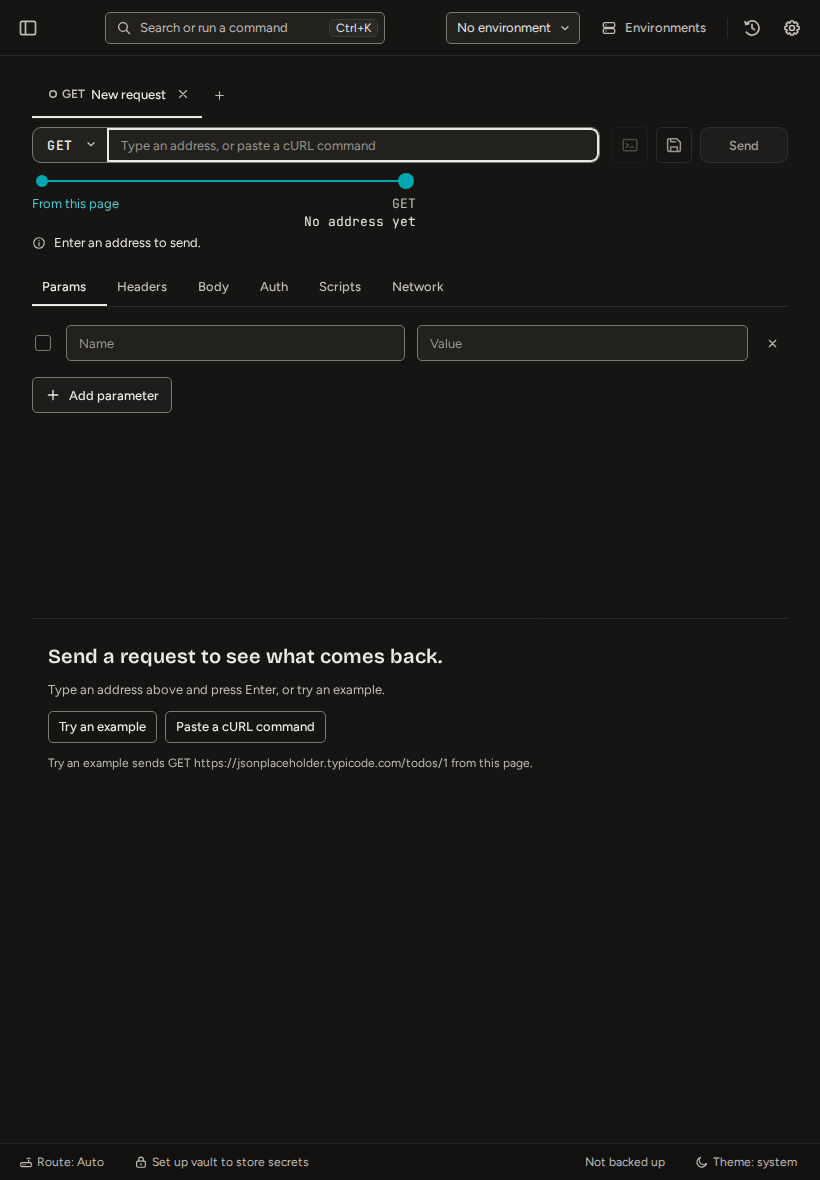 Search or run a command Ctrl+K No environment Environments
GET New request
GET Type an address, or paste a cURL command Send
From this page GET
No address yet
Enter an address to send.
Params Headers Body Auth Scripts Network
Name Value
Add parameter
Send a request to see what comes back.
Type an address above and press Enter, or try an example.
Try an example Paste a cURL command
Try an example sends GET https://jsonplaceholder.typicode.com/todos/1 from this page.
Route: Auto Set up vault to store secrets Not backed up Theme: system